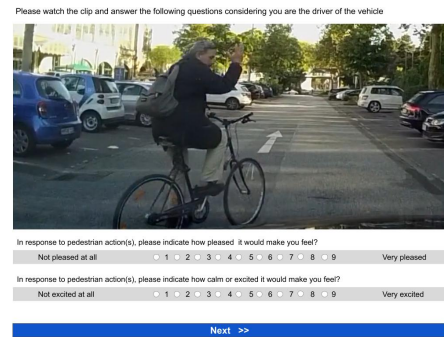 Please watch the clip and answer the following questions considering you are the driver of the vehicle
In response to pedestrian action(s), please indicate how pleased it would make you feel?
Not pleased at all 1 2 3 4 5 6 7 8 9 Very pleased
In response to pedestrian action(s), please indicate how calm or excited it would make you feel?
Not excited at all 1 2 3 4 5 6 7 8 9 Very excited
Next >>